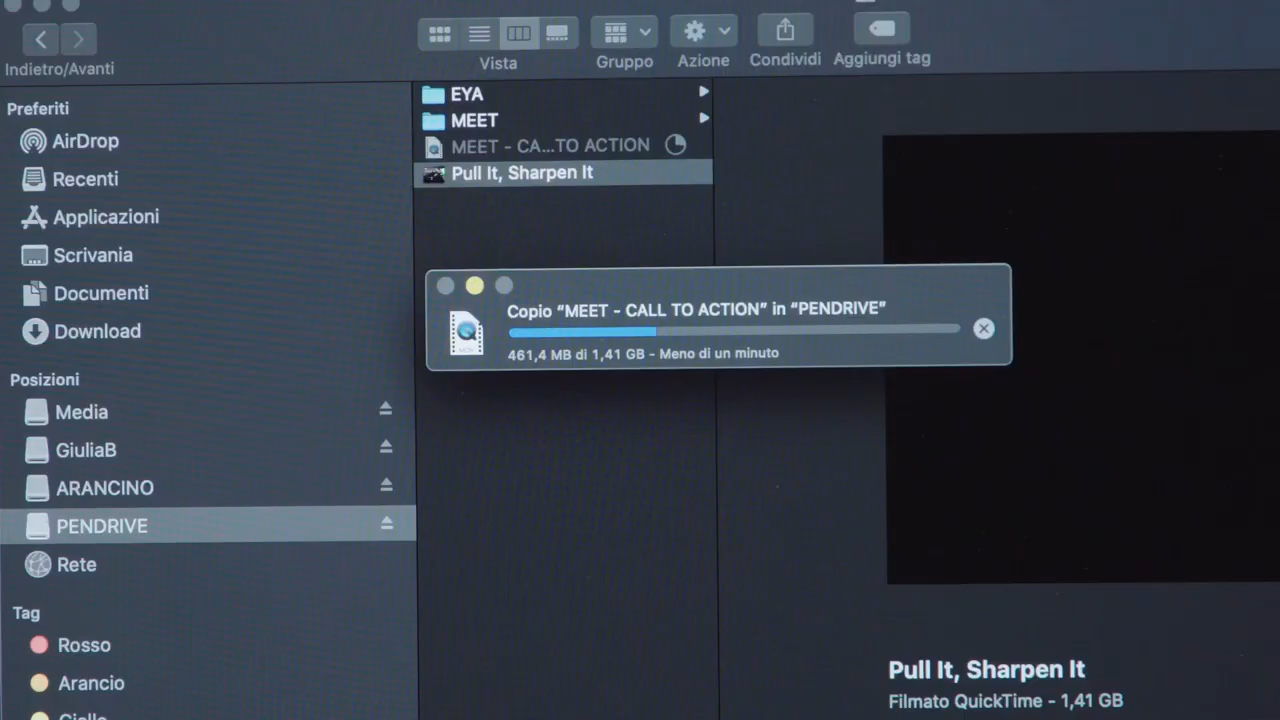 Indietro/Avanti
Vista
Gruppo
Azione
Condividi
Aggiungi tag
Preferiti
AirDrop
Recenti
Applicazioni
Scrivania
Documenti
Download
Posizioni
Media
GiuliaB
ARANCINO
PENDRIVE
Rete
Tag
Rosso
Arancio
Giallo
EYA
MEET
MEET - CA...TO ACTION
Pull It, Sharpen It
Copio “MEET - CALL TO ACTION” in “PENDRIVE”
461,4 MB di 1,41 GB - Meno di un minuto
Pull It, Sharpen It
Filmato QuickTime - 1,41 GB